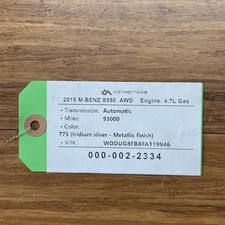 CITYMOTORS
2015 M-BENZ S550 AWD Engine: 4.7L Gas
• Transmission: Automatic
• Miles: 93000
• Color:
775 (Iridium silver - Metallic finish)
• VIN: WDDUG8FBXFA119946
000-002-2334